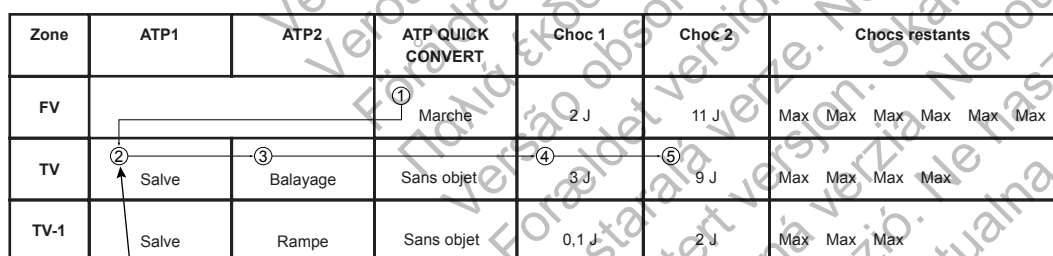 Zone ATP1 ATP2 ATP QUICK CONVERT Choc 1 Choc 2 Chocs restants
FV ① Marche 2 J 11 J Max Max Max Max Max Max
TV ② Salve ③ Balayage Sans objet ④ 3 J ⑤ 9 J Max Max Max Max
TV-1 Salve Rampe Sans objet 0,1 J 2 J Max Max Max